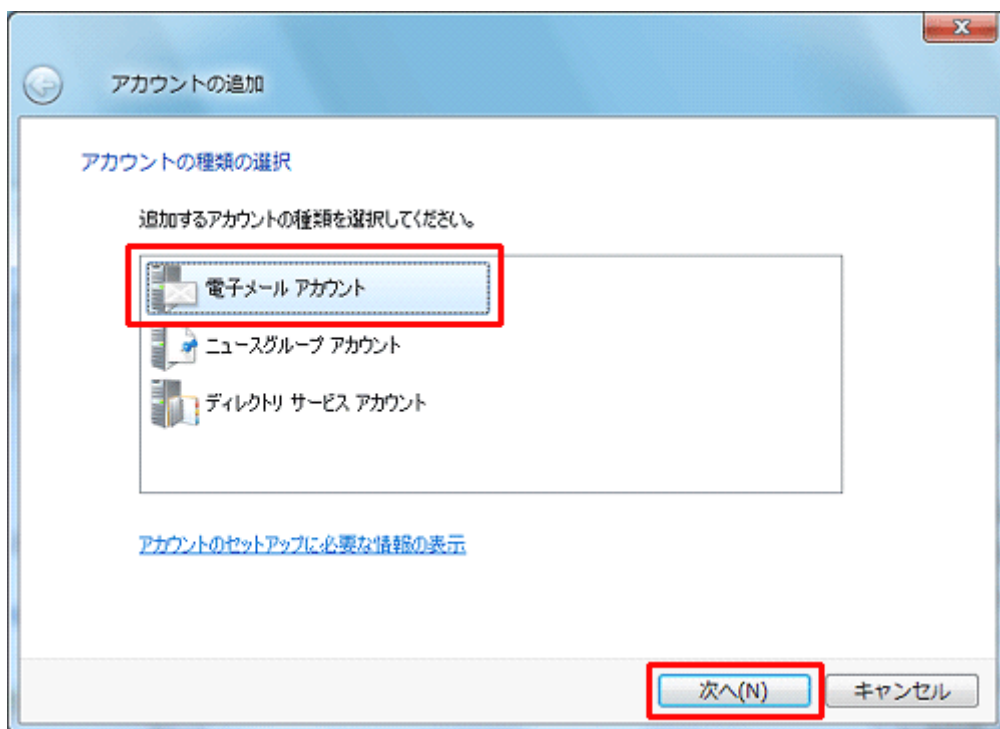 アカウントの追加
アカウントの種類の選択
追加するアカウントの種類を選択してください。
電子メール アカウント
ニュースグループ アカウント
ディレクトリ サービス アカウント
アカウントのセットアップに必要な情報の表示
次へ(N)
キャンセル